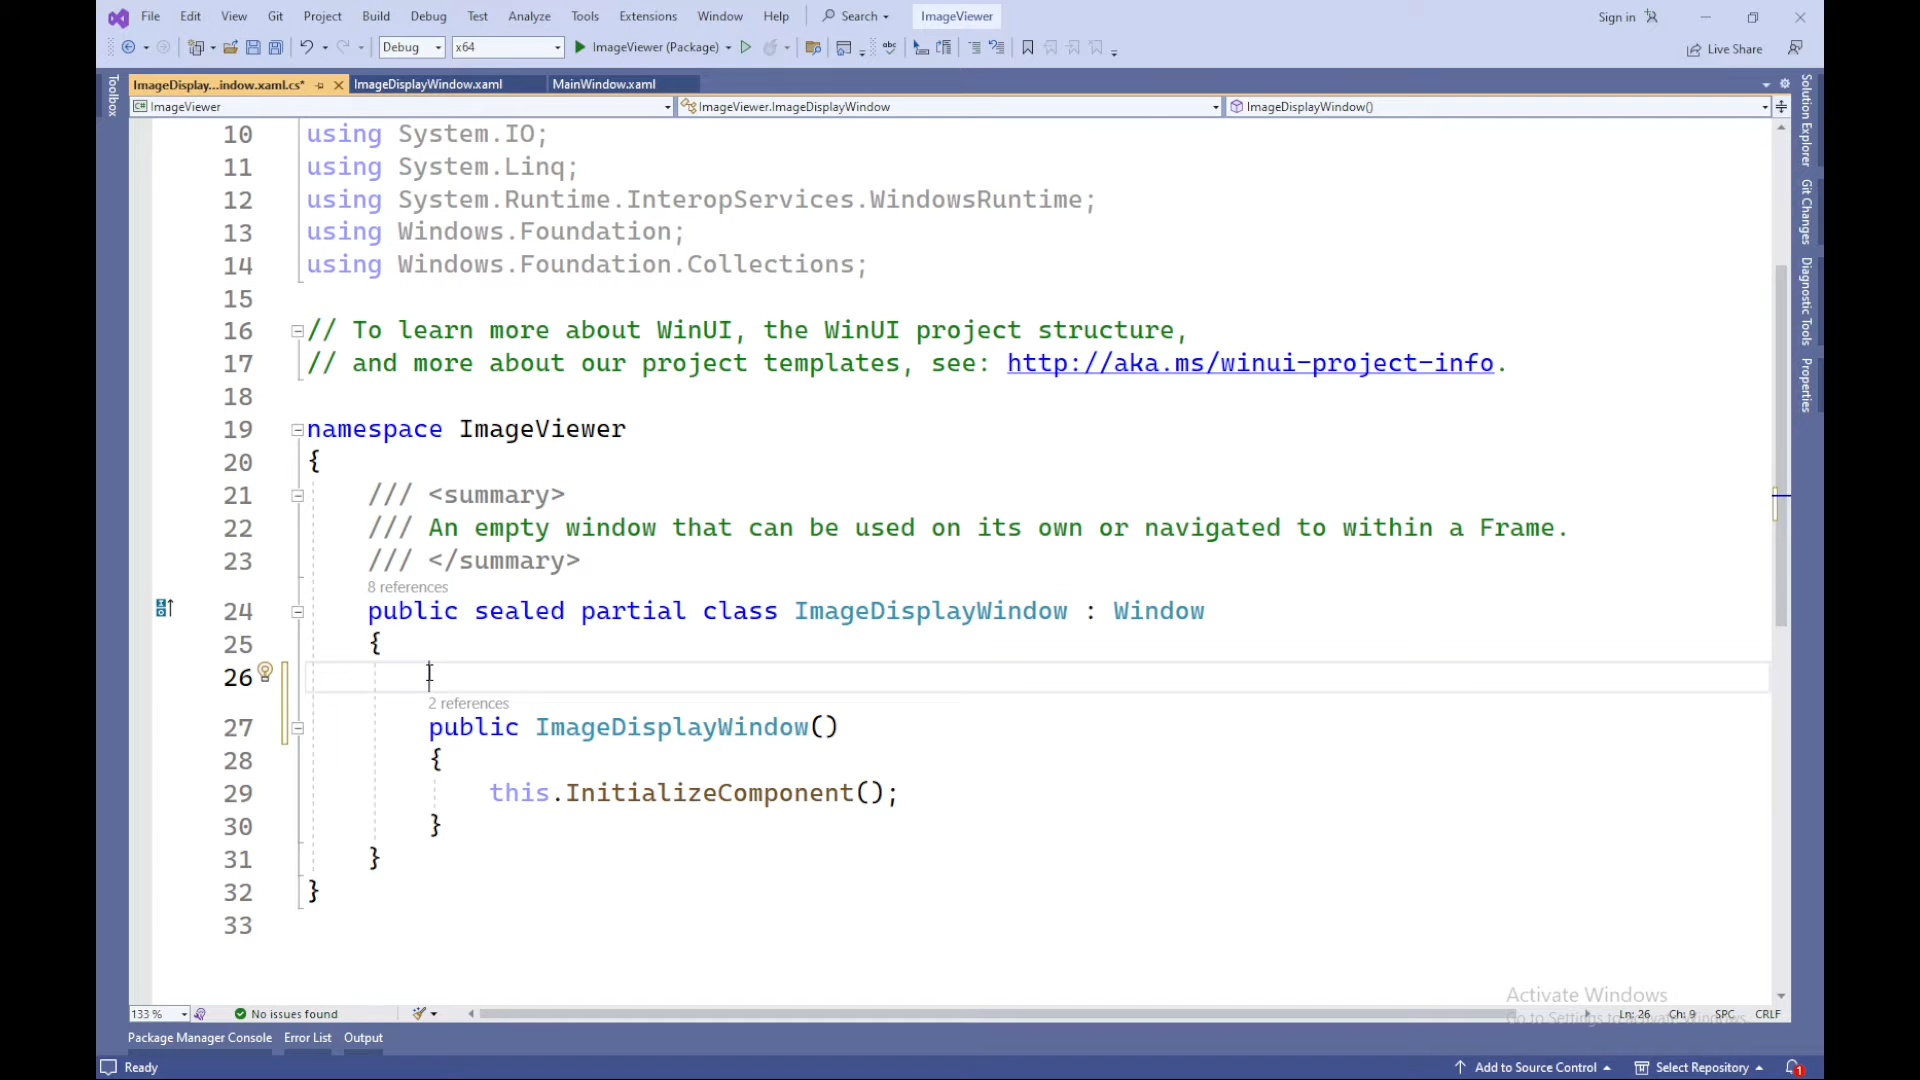 File Edit View Git Project Build Debug Test Analyze Tools Extensions Window Help Search ImageViewer Sign in
Debug x64 ImageViewer (Package) abc Live Share
ImageDisplay...indow.xaml.cs* ImageDisplayWindow.xaml MainWindow.xaml
C# ImageViewer ImageViewer.ImageDisplayWindow ImageDisplayWindow()
Toolbox
Solution Explorer
Git Changes
Diagnostic Tools
Properties
10 using System.IO;
11 using System.Linq;
12 using System.Runtime.InteropServices.WindowsRuntime;
13 using Windows.Foundation;
14 using Windows.Foundation.Collections;
15
16 // To learn more about WinUI, the WinUI project structure,
17 // and more about our project templates, see: http://aka.ms/winui-project-info.
18
19 namespace ImageViewer
20 {
21 /// <summary>
22 /// An empty window that can be used on its own or navigated to within a Frame.
23 /// </summary>
8 references
24 public sealed partial class ImageDisplayWindow : Window
25 {
26
2 references
27 public ImageDisplayWindow()
28 {
29 this.InitializeComponent();
30 }
31 }
32 }
33
Activate Windows
Go to Settings to activate Windows.
133 % No issues found Ln: 26 Ch: 9 SPC CRLF
Package Manager Console Error List Output
Ready Add to Source Control Select Repository 1